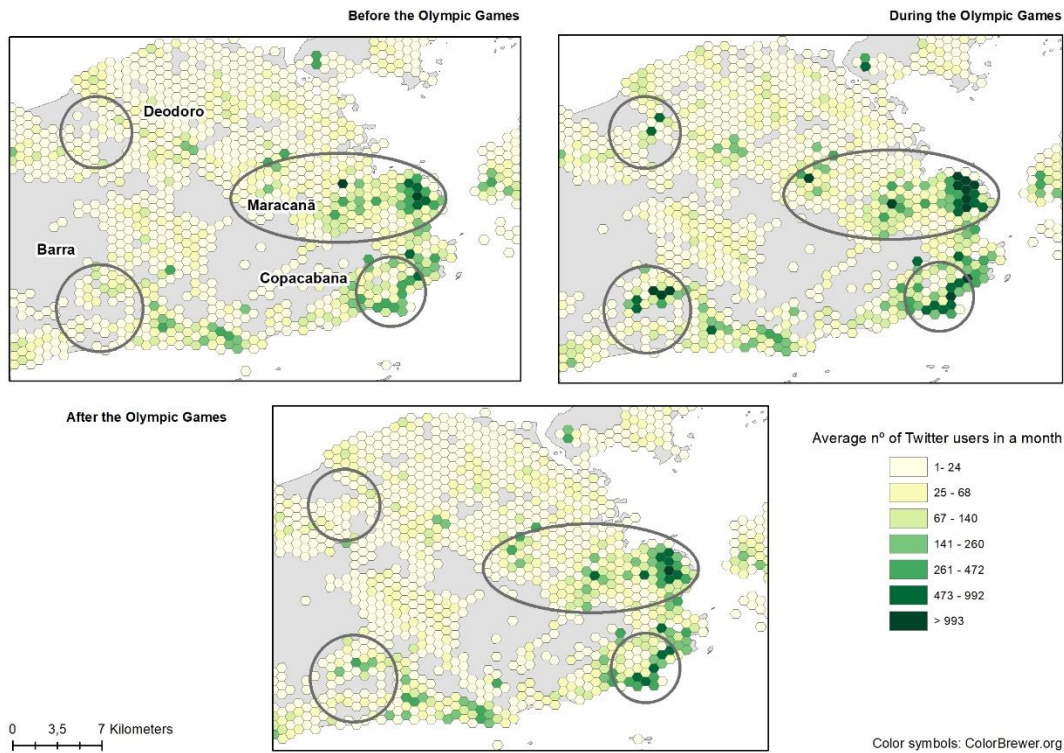 Before the Olympic Games
During the Olympic Games
Deodoro
Maracanã
Barra
Copacabana
After the Olympic Games
Average nº of Twitter users in a month
1- 24
25 - 68
67 - 140
141 - 260
261 - 472
473 - 992
> 993
0 3,5 7 Kilometers
Color symbols: ColorBrewer.org